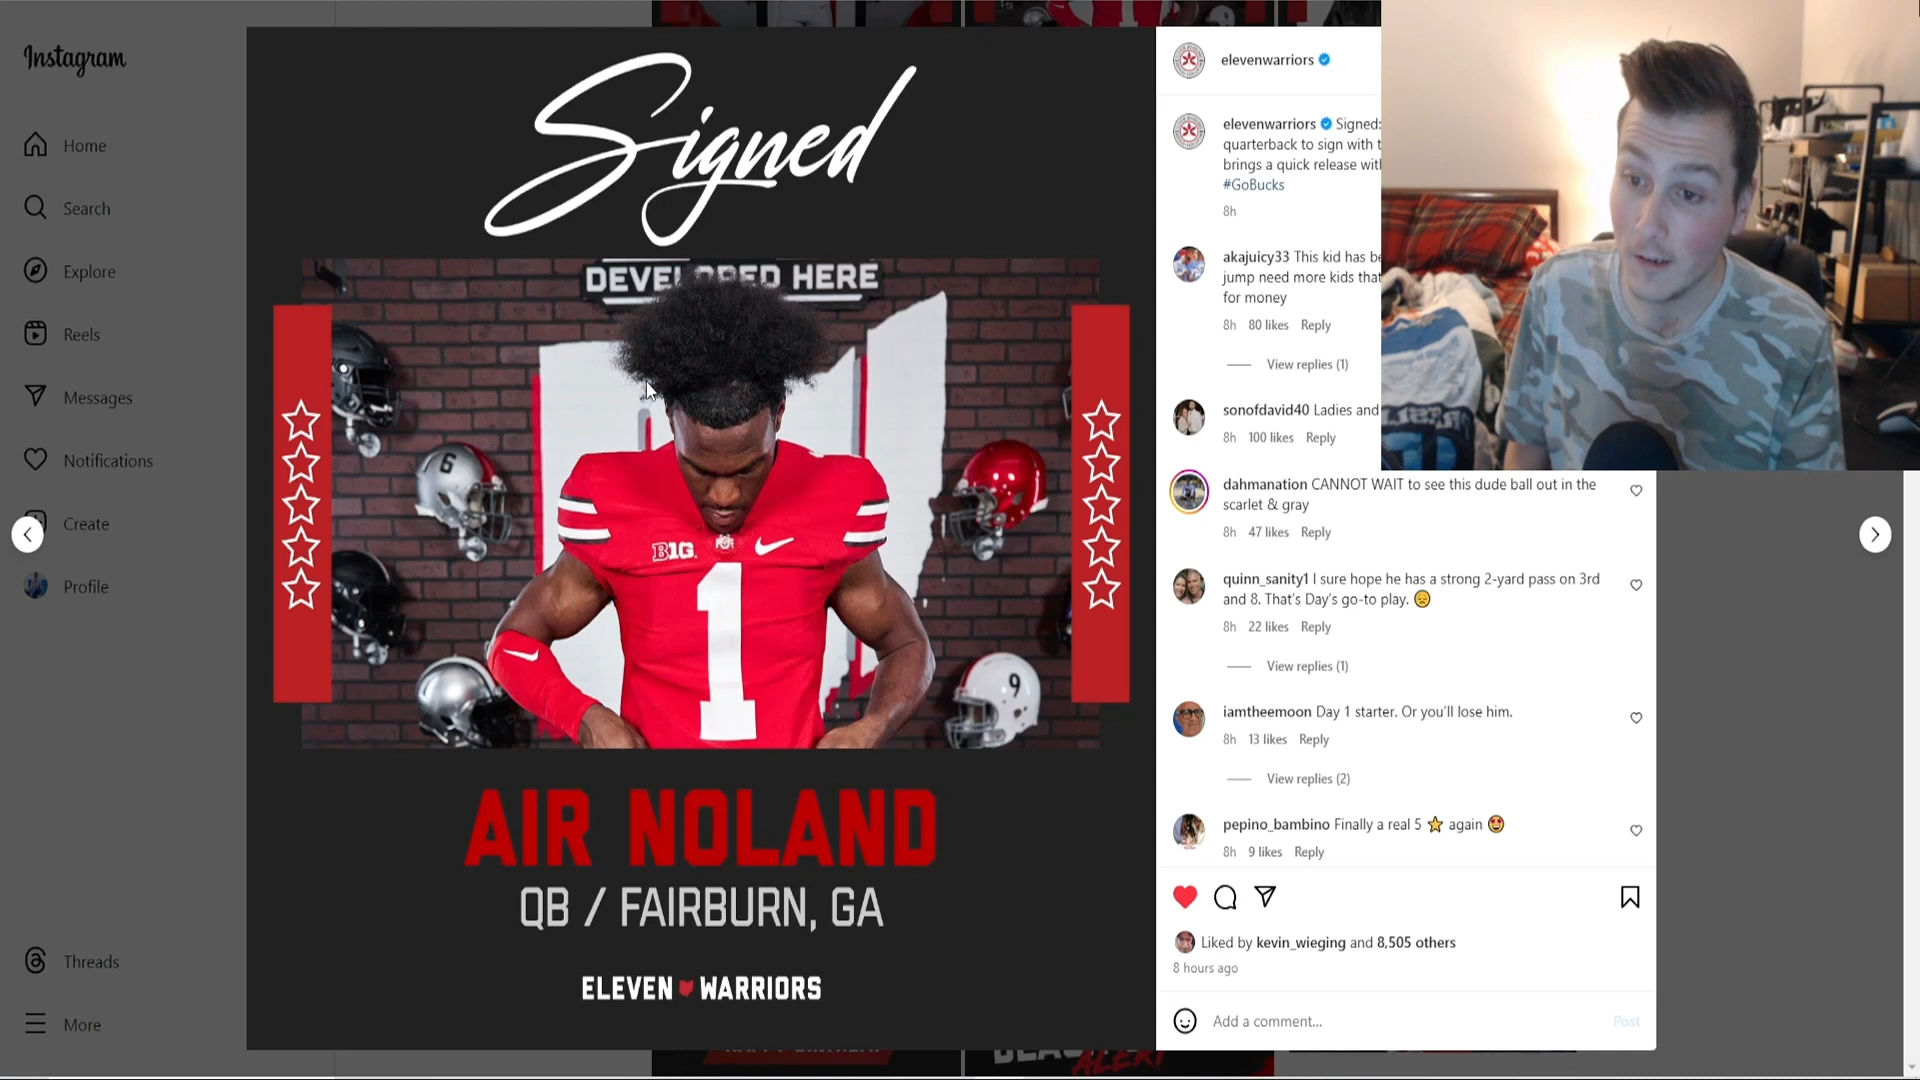 Instagram
Home
Search
Explore
Reels
Messages
Notifications
Create
Profile
Threads
More
Signed
DEVELOPED HERE
6
B1G
1
9
AIR NOLAND
QB / FAIRBURN, GA
ELEVEN WARRIORS
elevenwarriors
elevenwarriors Signed:
quarterback to sign with
brings a quick release
#GoBucks
8h
akajuicy33 This kid has
jump need more kids that
for money
8h 80 likes Reply
View replies (1)
sonofdavid40 Ladies and
8h 100 likes Reply
dahmanation CANNOT WAIT to see this dude ball out in the
scarlet & gray
8h 47 likes Reply
quinn_sanity1 I sure hope he has a strong 2-yard pass on 3rd
and 8. That's Day's go-to play. 😔
8h 22 likes Reply
View replies (1)
iamtheemoon Day 1 starter. Or you'll lose him.
8h 13 likes Reply
View replies (2)
pepino_bambino Finally a real 5 ⭐ again 😍
8h 9 likes Reply
Liked by kevin_wieging and 8,505 others
8 hours ago
Add a comment...
Post
ALERT